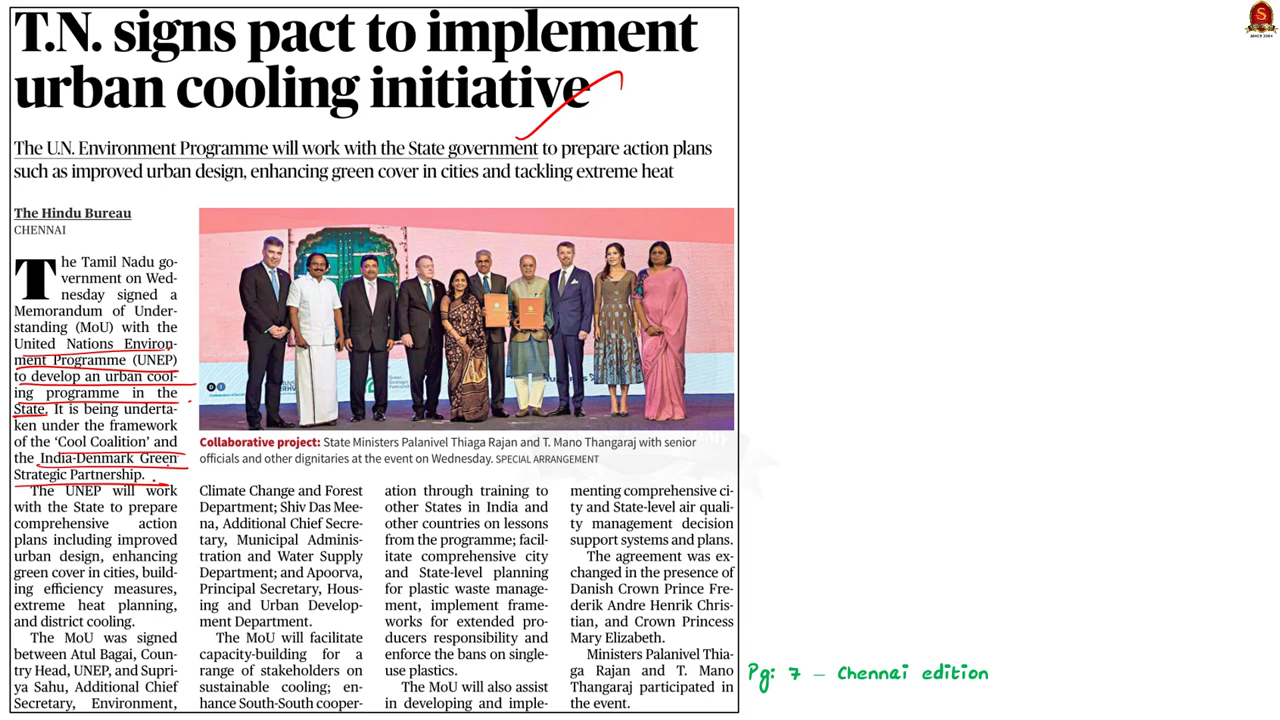 T.N. signs pact to implement
urban cooling initiative
The U.N. Environment Programme will work with the State government to prepare action plans
such as improved urban design, enhancing green cover in cities and tackling extreme heat
The Hindu Bureau
CHENNAI
The Tamil Nadu go-
vernment on Wed-
nesday signed a
Memorandum of Under-
standing (MoU) with the
United Nations Environ-
ment Programme (UNEP)
to develop an urban cool-
ing programme in the
State. It is being underta-
ken under the framework
of the ‘Cool Coalition’ and
the India-Denmark Green
Strategic Partnership.
The UNEP will work
with the State to prepare
comprehensive action
plans including improved
urban design, enhancing
green cover in cities, build-
ing efficiency measures,
extreme heat planning,
and district cooling.
The MoU was signed
between Atul Bagai, Coun-
try Head, UNEP, and Supri-
ya Sahu, Additional Chief
Secretary, Environment,
Collaborative project: State Ministers Palanivel Thiaga Rajan and T. Mano Thangaraj with senior
officials and other dignitaries at the event on Wednesday. SPECIAL ARRANGEMENT
Climate Change and Forest
Department; Shiv Das Mee-
na, Additional Chief Secre-
tary, Municipal Adminis-
tration and Water Supply
Department; and Apoorva,
Principal Secretary, Hous-
ing and Urban Develop-
ment Department.
The MoU will facilitate
capacity-building for a
range of stakeholders on
sustainable cooling; en-
hance South-South cooper-
ation through training to
other States in India and
other countries on lessons
from the programme; facil-
itate comprehensive city
and State-level planning
for plastic waste manage-
ment, implement frame-
works for extended pro-
ducers responsibility and
enforce the bans on single-
use plastics.
The MoU will also assist
in developing and imple-
menting comprehensive ci-
ty and State-level air quali-
ty management decision
support systems and plans.
The agreement was ex-
changed in the presence of
Danish Crown Prince Fre-
derik Andre Henrik Chris-
tian, and Crown Princess
Mary Elizabeth.
Ministers Palanivel Thia-
ga Rajan and T. Mano
Thangaraj participated in
the event.
Pg: 7 – Chennai edition
S
SINCE 2004